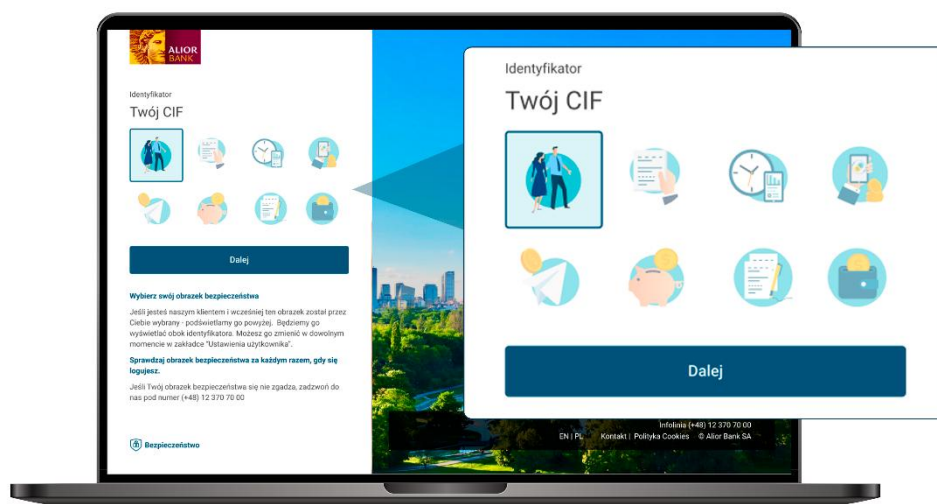 ALIOR
BANK
Identyfikator
Twój CIF
Dalej
Wybierz swój obrazek bezpieczeństwa
Jeśli jesteś naszym klientem i wcześniej ten obrazek został przez
Ciebie wybrany - podświetlamy go powyżej. Będziemy go
wyświetlać obok identyfikatora. Możesz go zmienić w dowolnym
momencie w zakładce "Ustawienia użytkownika".
Sprawdzaj obrazek bezpieczeństwa za każdym razem, gdy się
logujesz.
Jeśli Twój obrazek bezpieczeństwa się nie zgadza, zadzwoń do
nas pod numer (+48) 12 370 70 00
Bezpieczeństwo
Identyfikator
Twój CIF
Dalej
Infolinia (+48) 12 370 70 00
EN | PL Kontakt | Polityka Cookies © Alior Bank SA